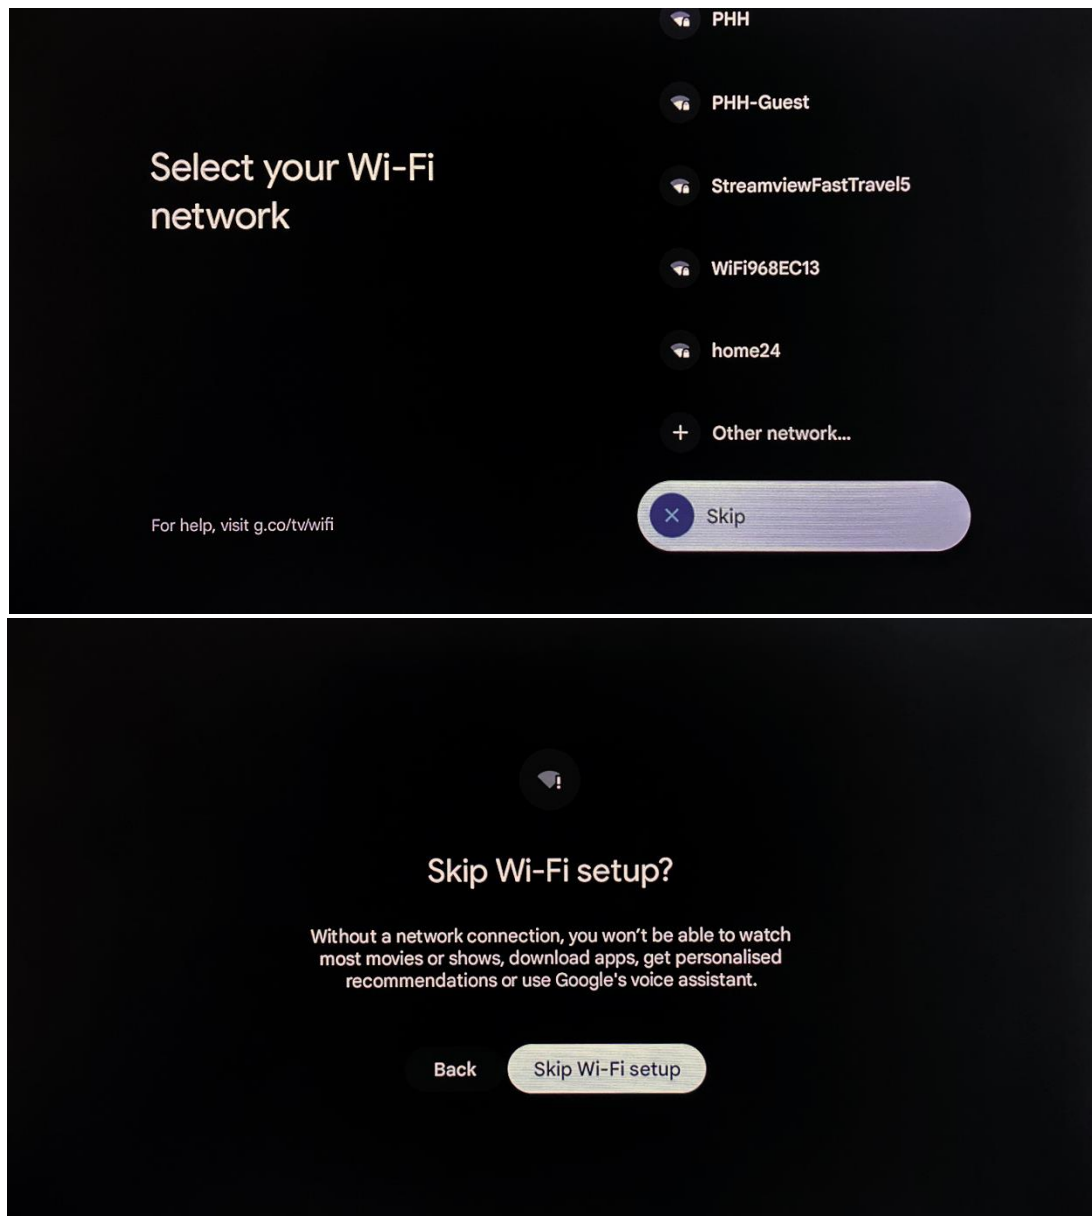 PHH
PHH-Guest
Select your Wi-Fi
network
StreamviewFastTravel5
WiFi968EC13
home24
Other network...
For help, visit g.co/tv/wifi
Skip
Skip Wi-Fi setup?
Without a network connection, you won't be able to watch
most movies or shows, download apps, get personalised
recommendations or use Google's voice assistant.
Back
Skip Wi-Fi setup